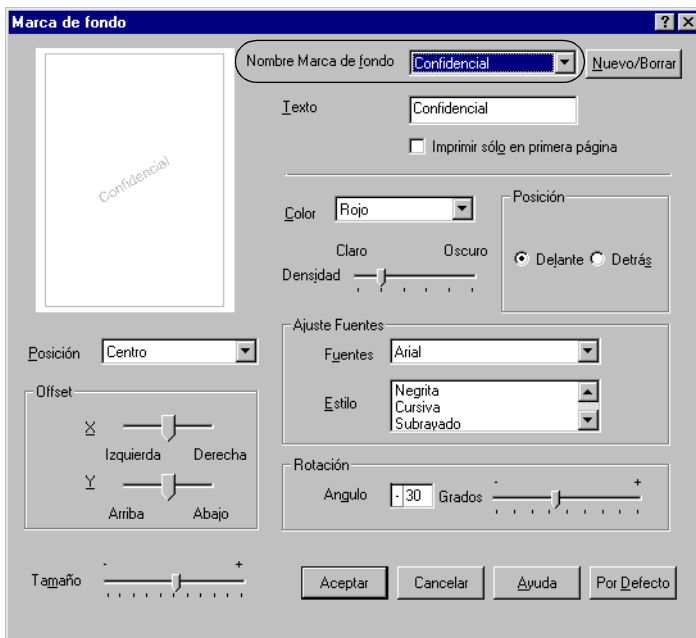 Marca de fondo
Nombre Marca de fondo Confidencial Nuevo/Borrar
Texto Confidencial
Imprimir sólo en primera página
Confidencial
Color Rojo
Posición
Claro Oscuro
Delante Detrás
Densidad
Ajuste Fuentes
Posición Centro
Fuentes Arial
Offset
Estilo
Negrita
Cursiva
Subrayado
X
Izquierda Derecha
Rotación
- +
Angulo - 30 Grados
Y
Arriba Abajo
- +
Tamaño
Aceptar Cancelar Ayuda Por Defecto